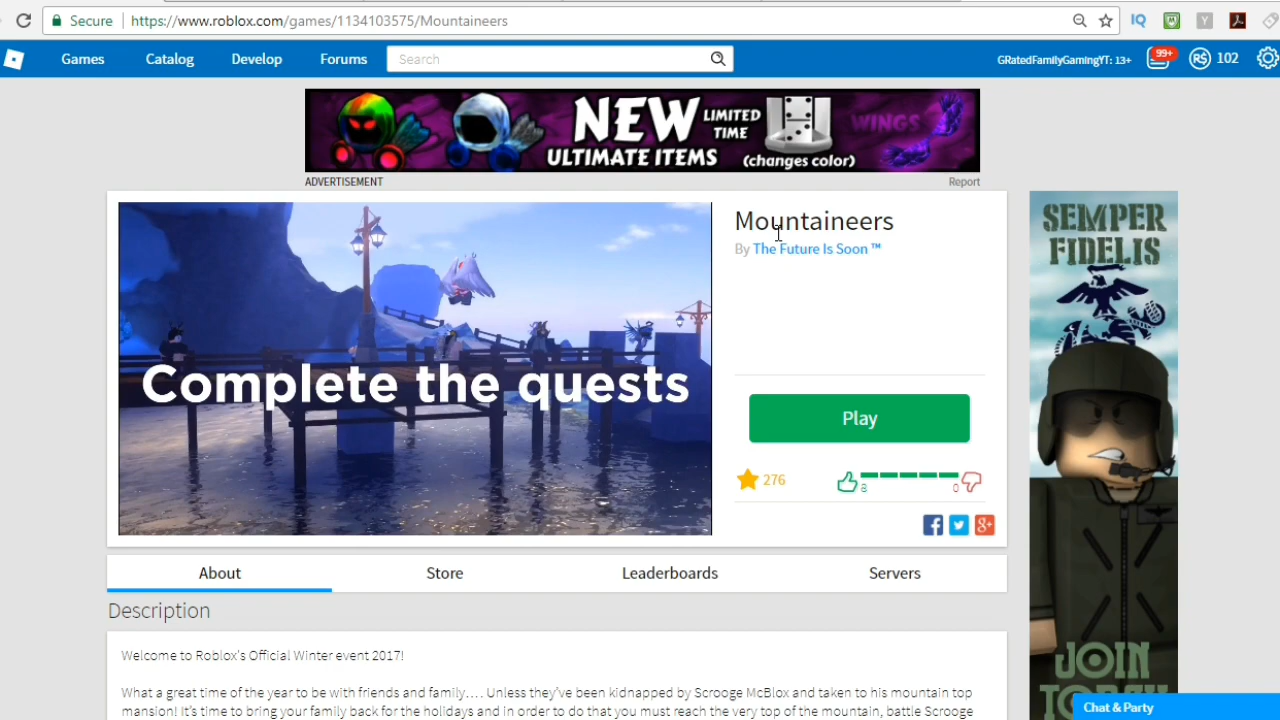 Secure https://www.roblox.com/games/1134103575/Mountaineers
IQ
Y
Games Catalog Develop Forums Search GRatedFamilyGamingYT: 13+ 99+ R$ 102
NEW LIMITED TIME WINGS
ULTIMATE ITEMS (changes color)
ADVERTISEMENT Report
Mountaineers
By The Future Is Soon ™
Complete the quests
Play
276 8 0
About Store Leaderboards Servers
Description
Welcome to Roblox's Official Winter event 2017!
What a great time of the year to be with friends and family…. Unless they've been kidnapped by Scrooge McBlox and taken to his mountain top
mansion! It's time to bring your family back for the holidays and in order to do that you must reach the very top of the mountain, battle Scrooge
SEMPER
FIDELIS
JOIN
Chat & Party